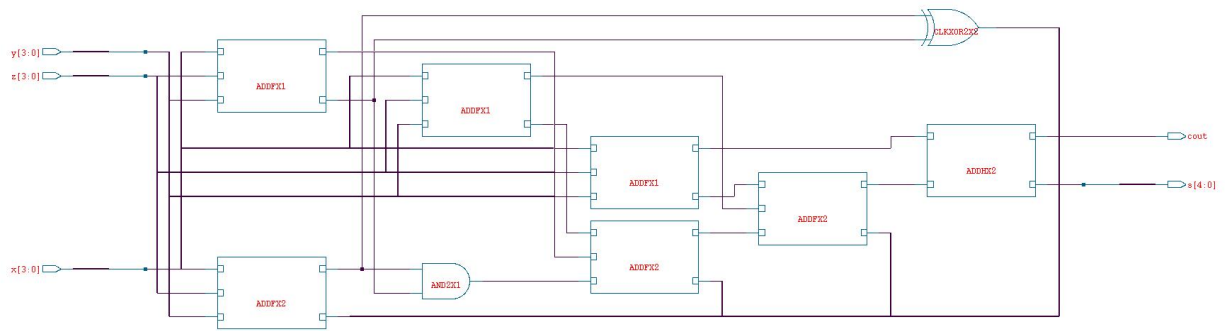 CLKXOR2X2
y[3:0]
z[3:0]
ADDFX1
ADDFX1
cout
ADDHX2
ADDFX1
s[4:0]
ADDFX2
x[3:0]
ADDFX2
AND2X1
ADDFX2